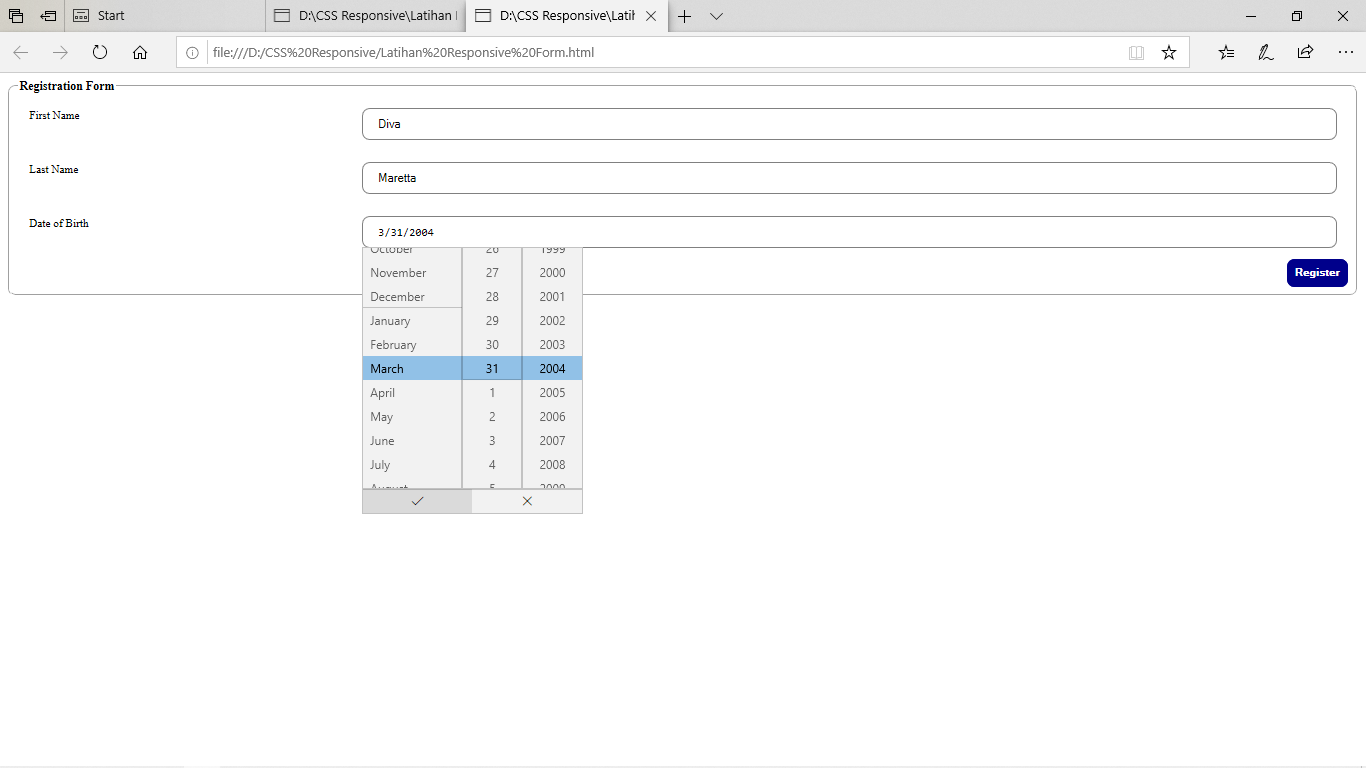 Start
D:\CSS Responsive\Latihan
D:\CSS Responsive\Latih
file:///D:/CSS%20Responsive/Latihan%20Responsive%20Form.html
Registration Form
First Name Diva
Last Name Maretta
Date of Birth 3/31/2004
October 26 1999
November 27 2000
December 28 2001
January 29 2002
February 30 2003
March 31 2004
April 1 2005
May 2 2006
June 3 2007
July 4 2008
August 5 2009
Register